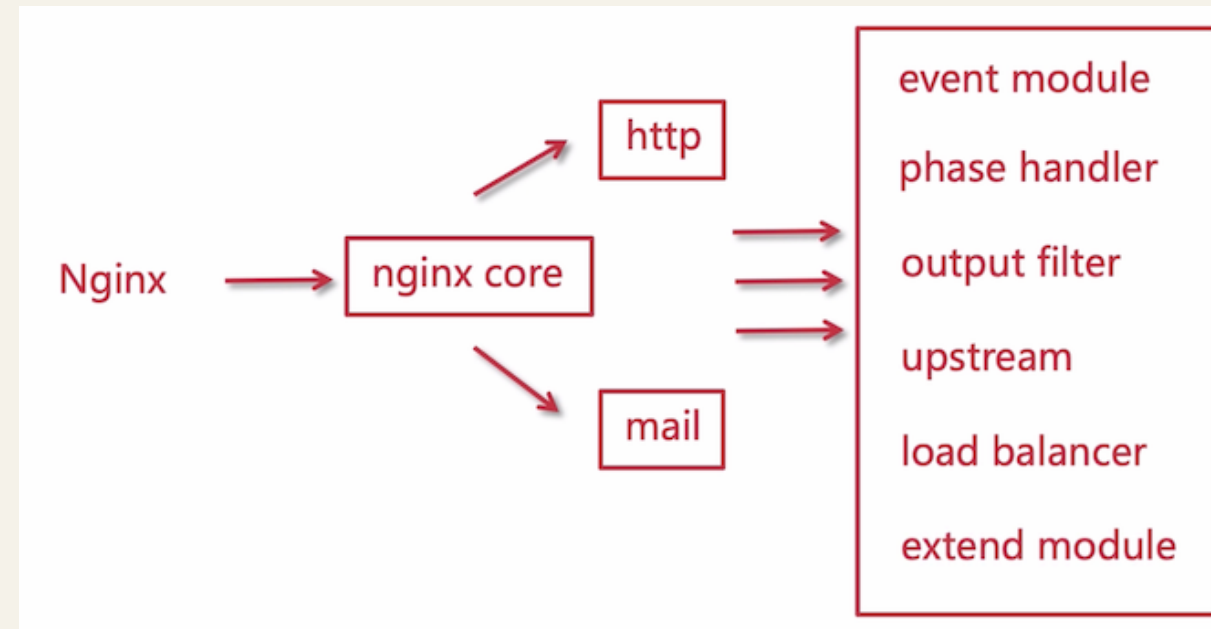 Nginx
nginx core
http
mail
event module
phase handler
output filter
upstream
load balancer
extend module